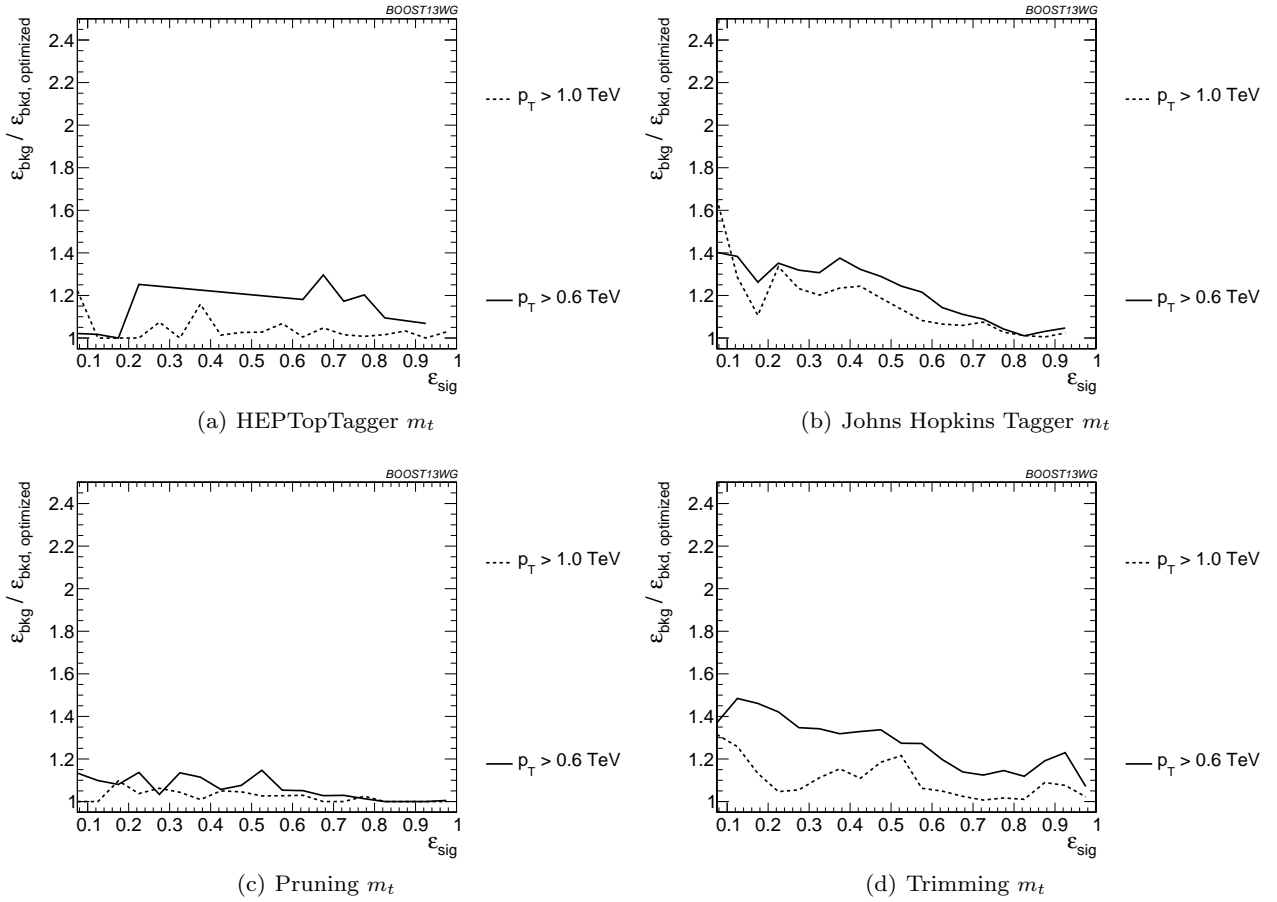 BOOST13WG
ε_bkg / ε_bkd, optimized
2.4
2.2
2
1.8
1.6
1.4
1.2
1
0.1 0.2 0.3 0.4 0.5 0.6 0.7 0.8 0.9 1
ε_sig
p_T > 1.0 TeV
p_T > 0.6 TeV
(a) HEPTopTagger m_t
BOOST13WG
ε_bkg / ε_bkd, optimized
2.4
2.2
2
1.8
1.6
1.4
1.2
1
0.1 0.2 0.3 0.4 0.5 0.6 0.7 0.8 0.9 1
ε_sig
p_T > 1.0 TeV
p_T > 0.6 TeV
(b) Johns Hopkins Tagger m_t
BOOST13WG
ε_bkg / ε_bkd, optimized
2.4
2.2
2
1.8
1.6
1.4
1.2
1
0.1 0.2 0.3 0.4 0.5 0.6 0.7 0.8 0.9 1
ε_sig
p_T > 1.0 TeV
p_T > 0.6 TeV
(c) Pruning m_t
BOOST13WG
ε_bkg / ε_bkd, optimized
2.4
2.2
2
1.8
1.6
1.4
1.2
1
0.1 0.2 0.3 0.4 0.5 0.6 0.7 0.8 0.9 1
ε_sig
p_T > 1.0 TeV
p_T > 0.6 TeV
(d) Trimming m_t